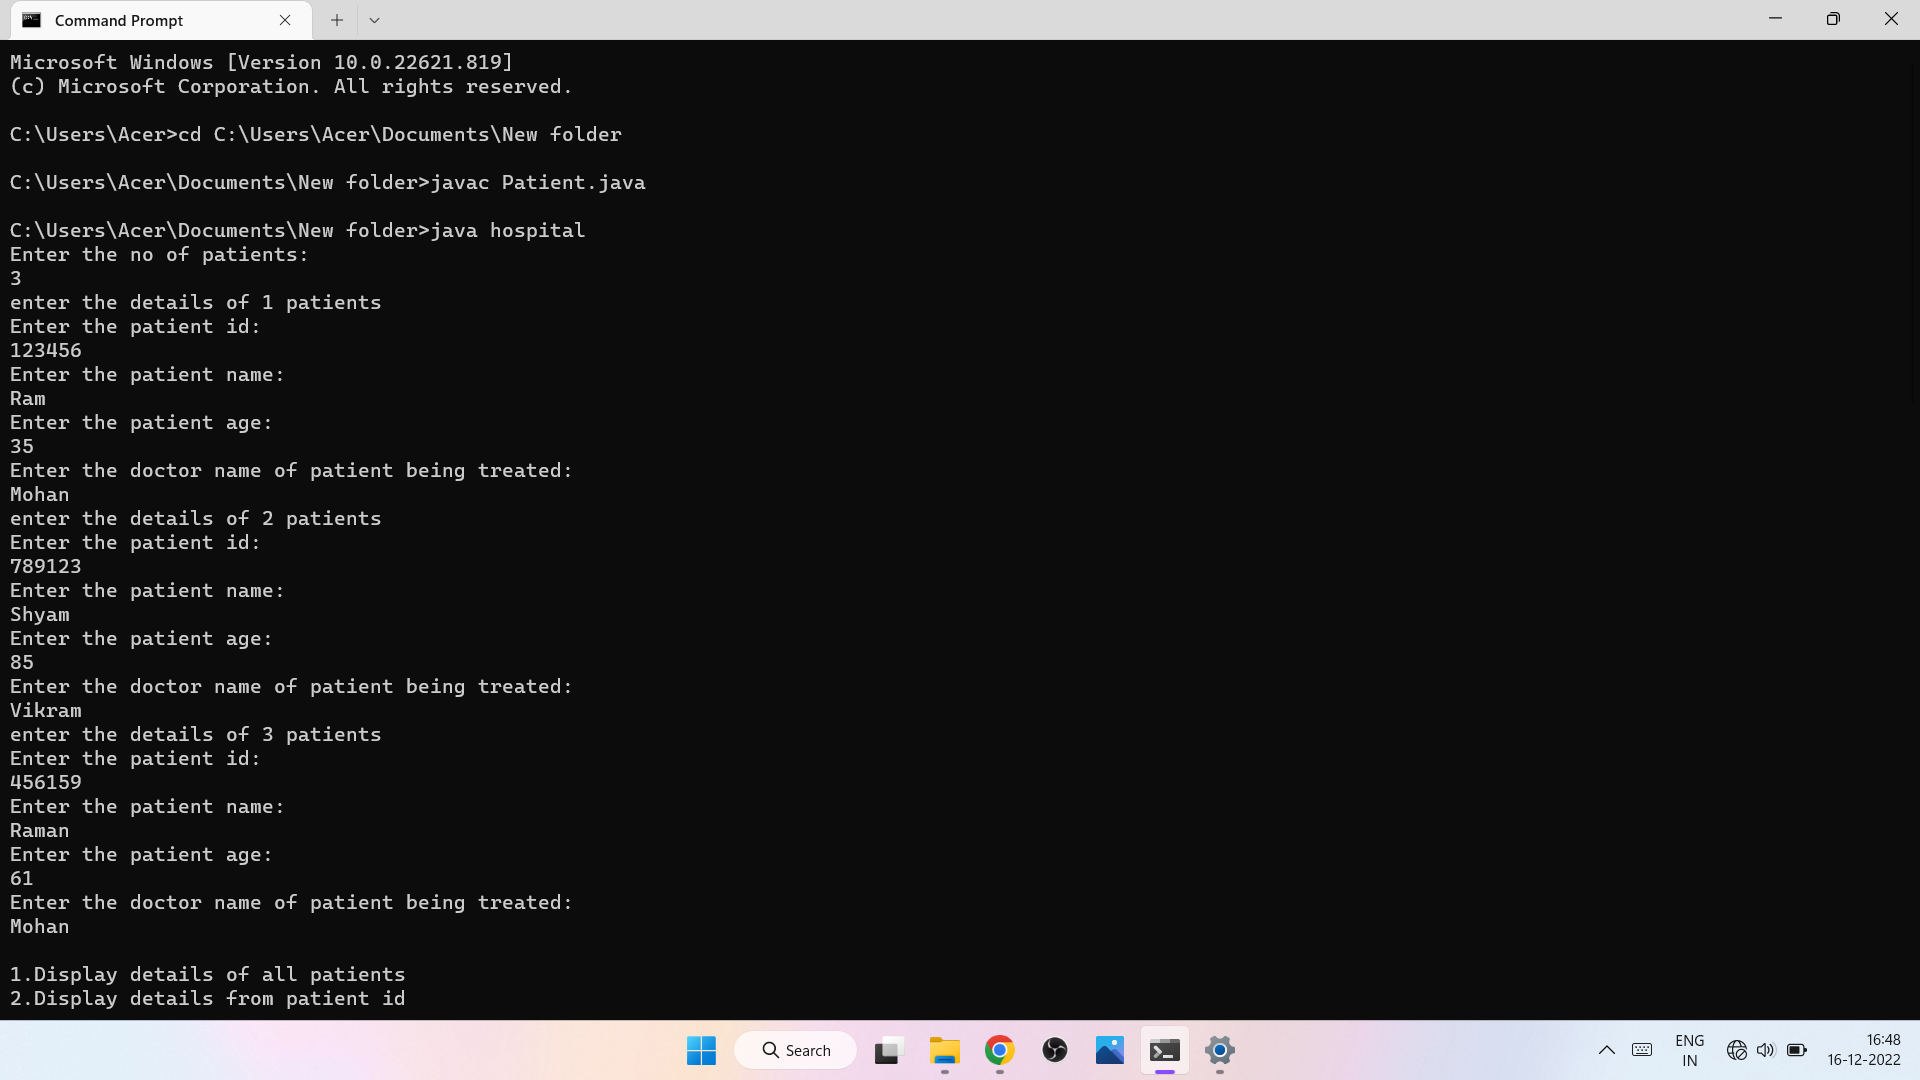 Command Prompt
Microsoft Windows [Version 10.0.22621.819]
(c) Microsoft Corporation. All rights reserved.
C:\Users\Acer>cd C:\Users\Acer\Documents\New folder
C:\Users\Acer\Documents\New folder>javac Patient.java
C:\Users\Acer\Documents\New folder>java hospital
Enter the no of patients:
3
enter the details of 1 patients
Enter the patient id:
123456
Enter the patient name:
Ram
Enter the patient age:
35
Enter the doctor name of patient being treated:
Mohan
enter the details of 2 patients
Enter the patient id:
789123
Enter the patient name:
Shyam
Enter the patient age:
85
Enter the doctor name of patient being treated:
Vikram
enter the details of 3 patients
Enter the patient id:
456159
Enter the patient name:
Raman
Enter the patient age:
61
Enter the doctor name of patient being treated:
Mohan
1.Display details of all patients
2.Display details from patient id
Search
ENG
IN
16:48
16-12-2022